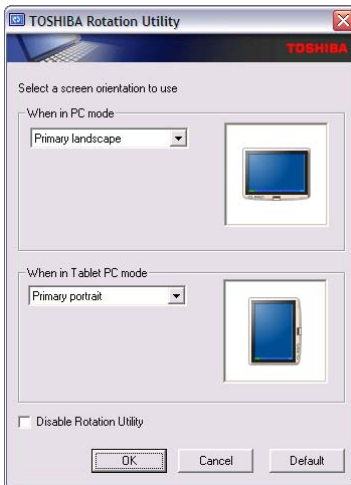 TOSHIBA Rotation Utility
TOSHIBA
Select a screen orientation to use
When in PC mode
Primary landscape
When in Tablet PC mode
Primary portrait
Disable Rotation Utility
OK Cancel Default